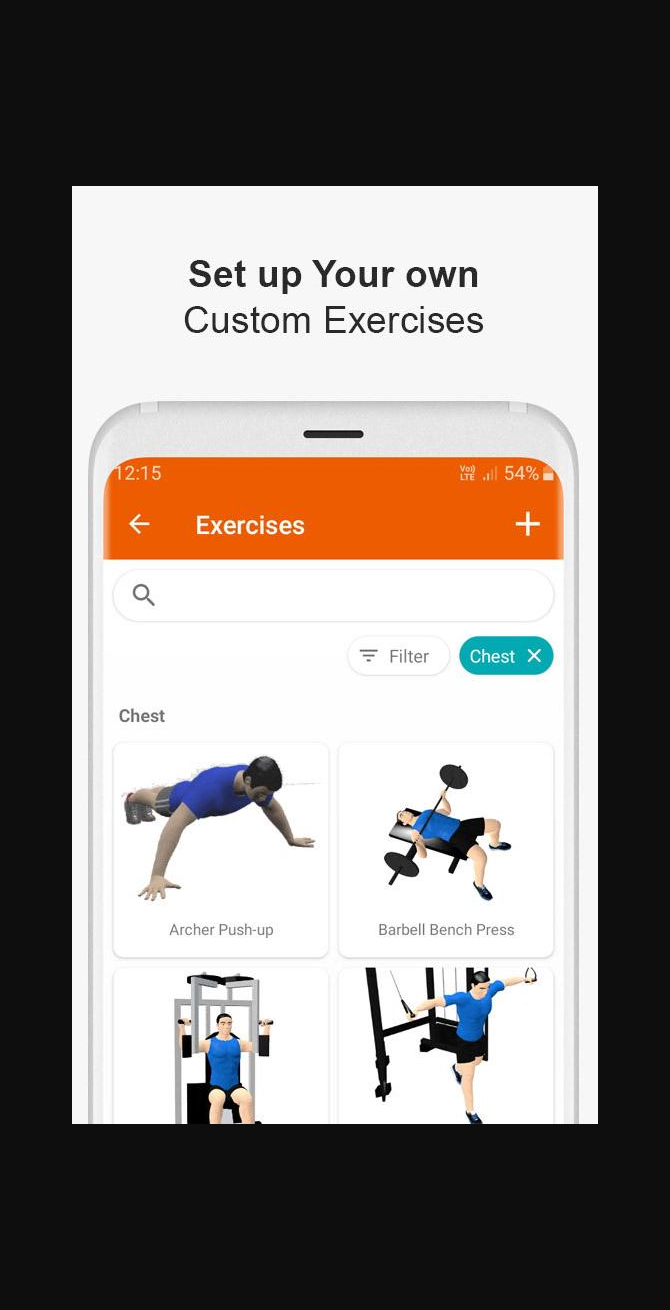 Set up Your own
Custom Exercises
12:15 Vo)) LTE 54%
Exercises
Filter Chest
Chest
Archer Push-up Barbell Bench Press